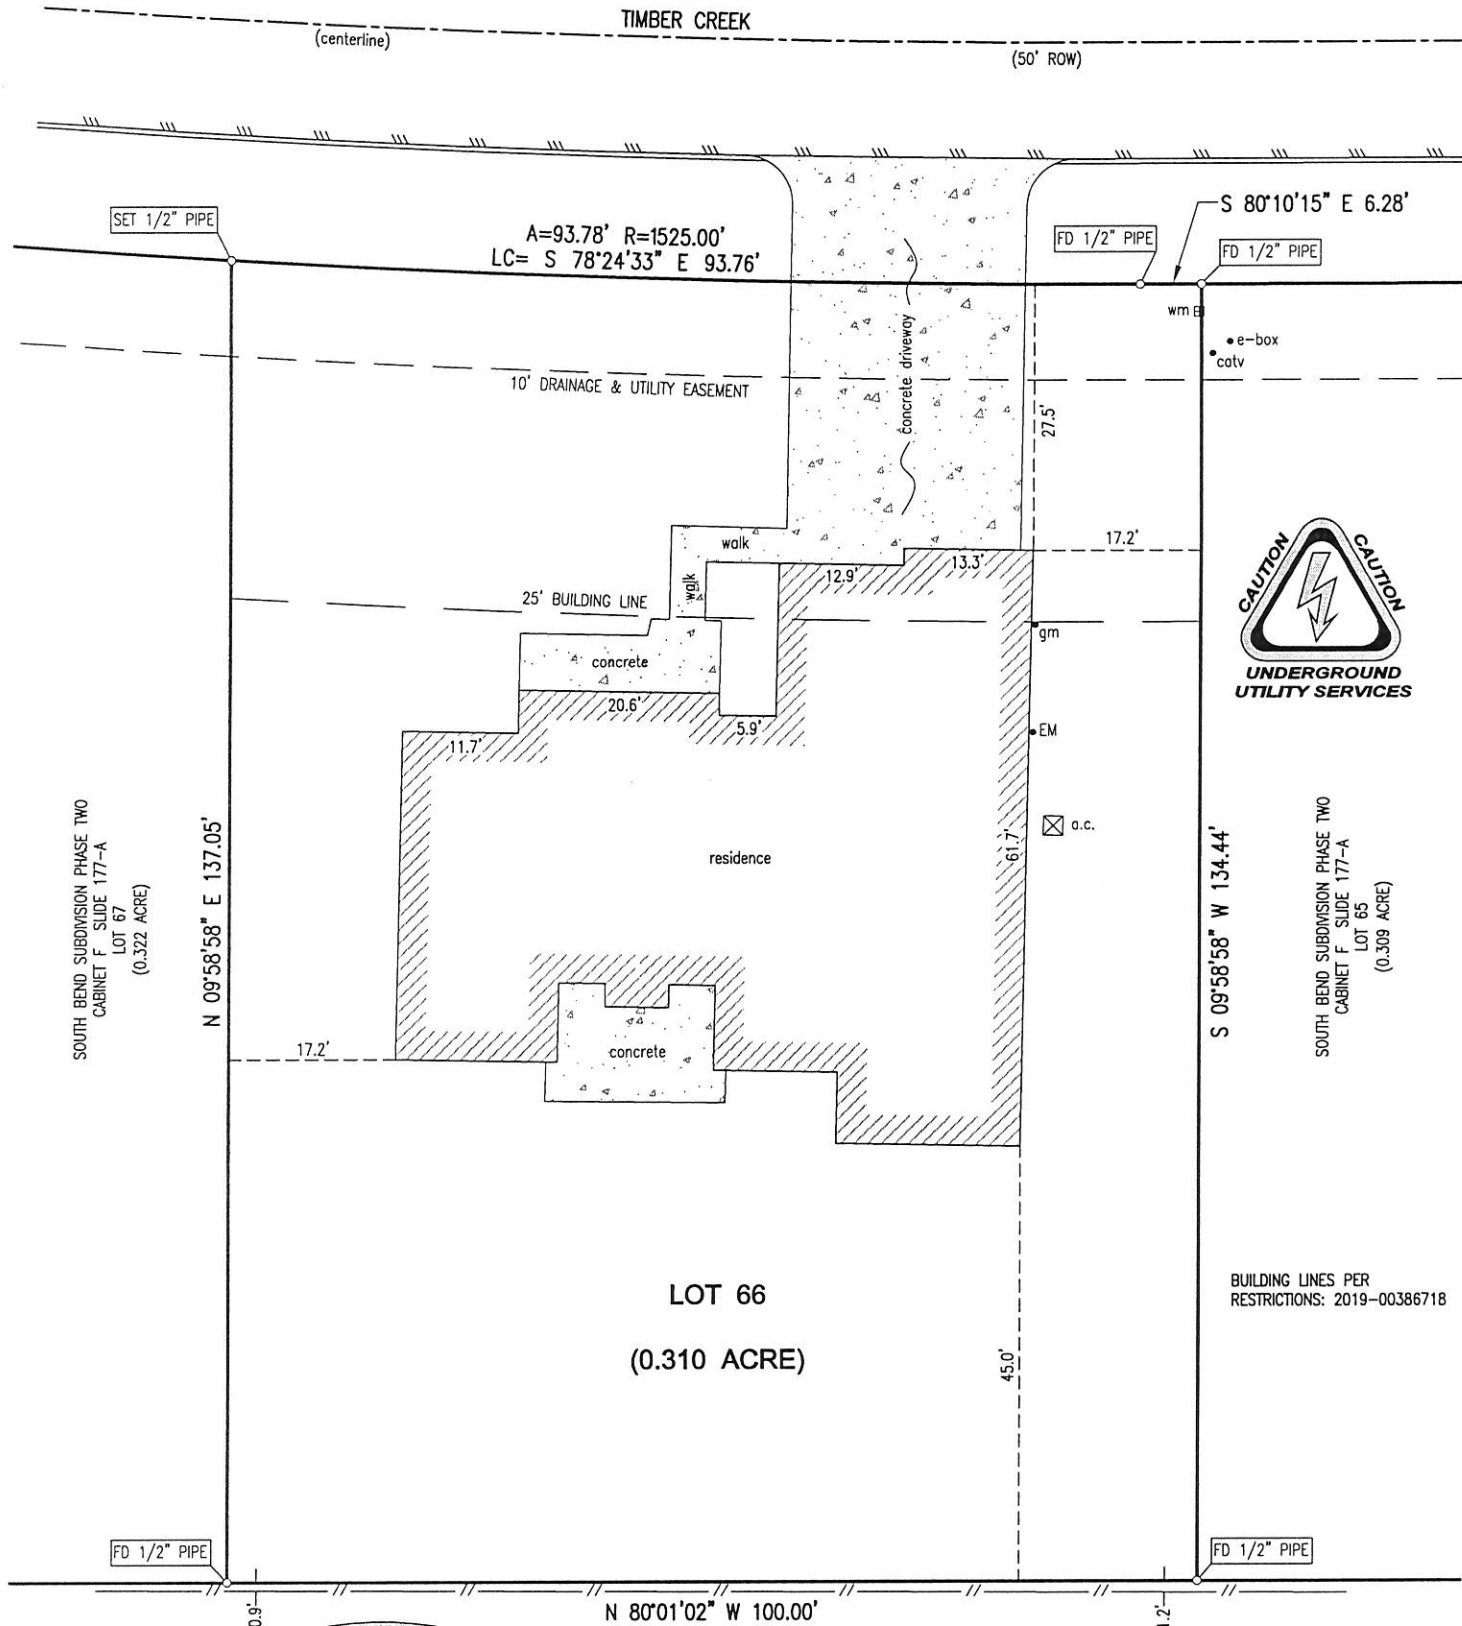 TIMBER CREEK
(centerline)
(50' ROW)
SET 1/2" PIPE
A=93.78' R=1525.00'
LC= S 78°24'33" E 93.76'
S 80°10'15" E 6.28'
FD 1/2" PIPE
FD 1/2" PIPE
wm
e-box
catv
concrete driveway
10' DRAINAGE & UTILITY EASEMENT
27.5'
walk
walk
12.9'
13.3'
17.2'
25' BUILDING LINE
gm
CAUTION
CAUTION
UNDERGROUND
UTILITY SERVICES
concrete
20.6'
5.9'
11.7'
EM
a.c.
61.7'
residence
SOUTH BEND SUBDIVISION PHASE TWO
CABINET F SLIDE 177-A
LOT 67
(0.322 ACRE)
N 09°58'58" E 137.05'
S 09°58'58" W 134.44'
SOUTH BEND SUBDIVISION PHASE TWO
CABINET F SLIDE 177-A
LOT 65
(0.309 ACRE)
17.2'
concrete
LOT 66
(0.310 ACRE)
BUILDING LINES PER
RESTRICTIONS: 2019-00386718
45.0'
FD 1/2" PIPE
FD 1/2" PIPE
N 80°01'02" W 100.00'